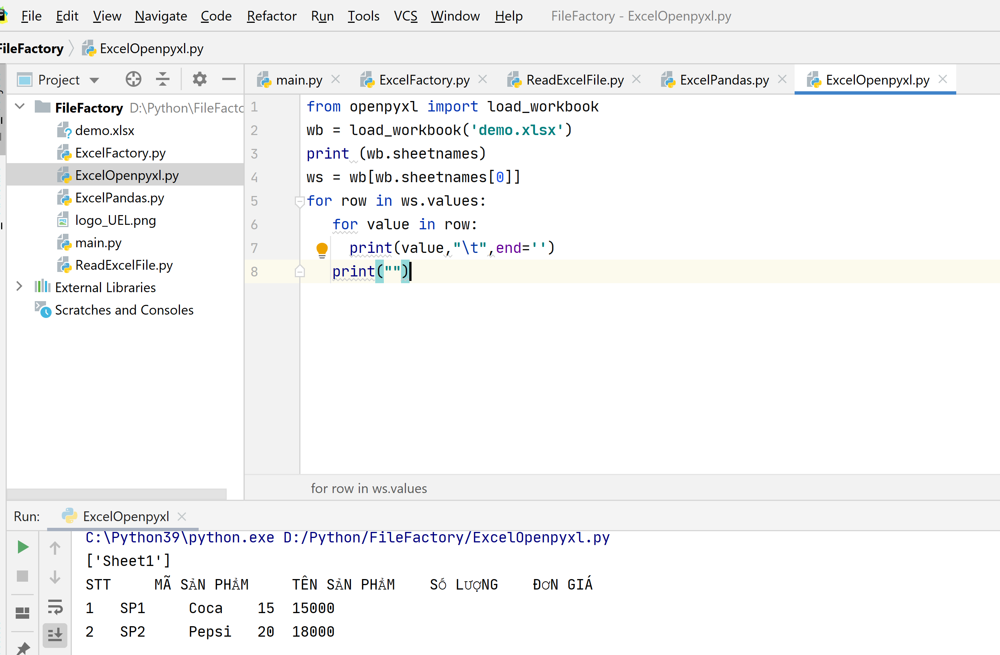 File Edit View Navigate Code Refactor Run Tools VCS Window Help FileFactory - ExcelOpenpyxl.py
FileFactory ExcelOpenpyxl.py
Project
main.py ExcelFactory.py ReadExcelFile.py ExcelPandas.py ExcelOpenpyxl.py
FileFactory D:\Python\FileFacto
demo.xlsx
ExcelFactory.py
ExcelOpenpyxl.py
ExcelPandas.py
logo_UEL.png
main.py
ReadExcelFile.py
External Libraries
Scratches and Consoles
1 from openpyxl import load_workbook
2 wb = load_workbook('demo.xlsx')
3 print (wb.sheetnames)
4 ws = wb[wb.sheetnames[0]]
5 for row in ws.values:
6    for value in row:
7      print(value,"\t",end='')
8    print("")
for row in ws.values
Run: ExcelOpenpyxl
C:\Python39\python.exe D:/Python/FileFactory/ExcelOpenpyxl.py
['Sheet1']
STT MÃ SẢN PHẨM TÊN SẢN PHẨM SỐ LƯỢNG ĐƠN GIÁ
1 SP1 Coca 15 15000
2 SP2 Pepsi 20 18000